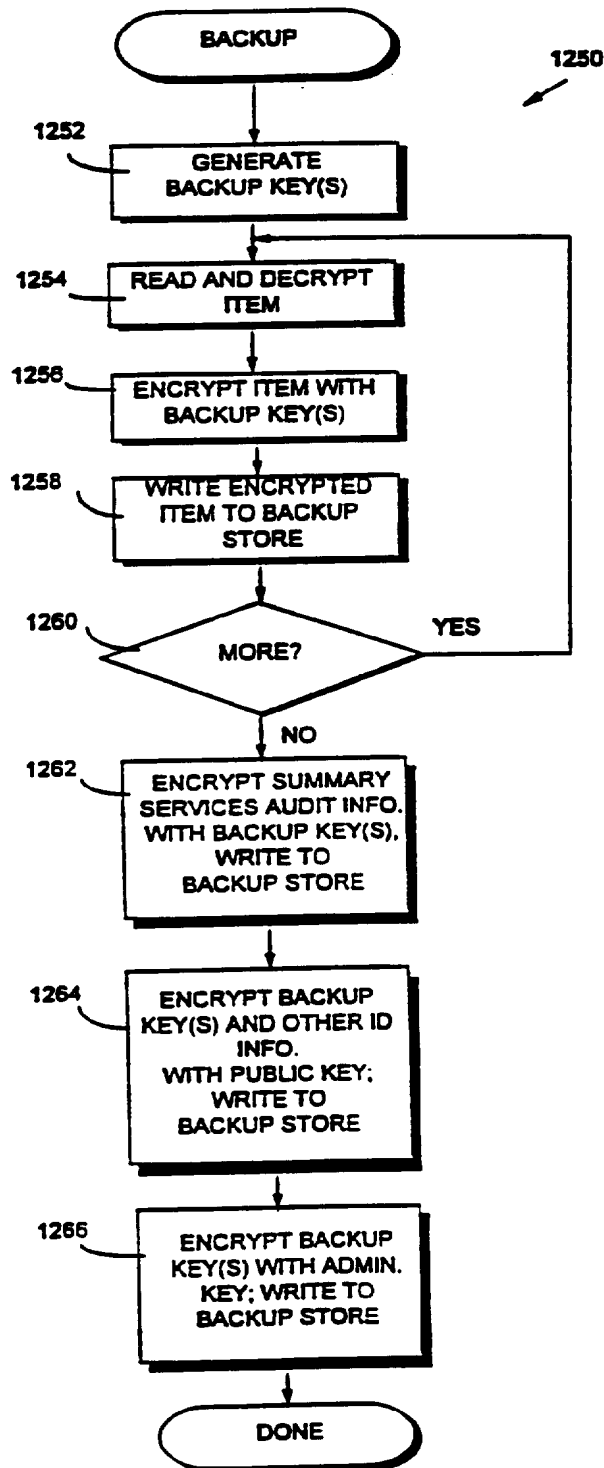 BACKUP
1250
1252
GENERATE
BACKUP KEY(S)
1254
READ AND DECRYPT
ITEM
1256
ENCRYPT ITEM WITH
BACKUP KEY(S)
1258
WRITE ENCRYPTED
ITEM TO BACKUP
STORE
1260
MORE?
YES
NO
1262
ENCRYPT SUMMARY
SERVICES AUDIT INFO.
WITH BACKUP KEY(S),
WRITE TO
BACKUP STORE
1264
ENCRYPT BACKUP
KEY(S) AND OTHER ID
INFO.
WITH PUBLIC KEY;
WRITE TO
BACKUP STORE
1266
ENCRYPT BACKUP
KEY(S) WITH ADMIN.
KEY; WRITE TO
BACKUP STORE
DONE